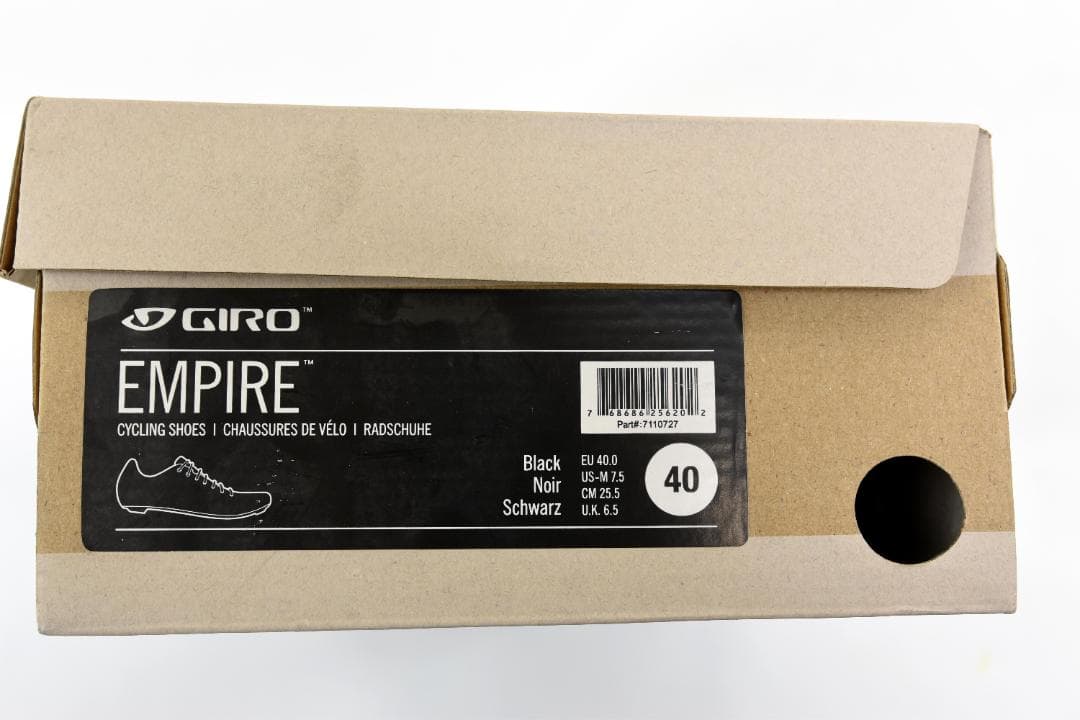 GIRO™
EMPIRE™
CYCLING SHOES | CHAUSSURES DE VÉLO | RADSCHUHE
7 68686 25620 2
Part#:7110727
Black
Noir
Schwarz
EU 40.0
US-M 7.5
CM 25.5
U.K. 6.5
40